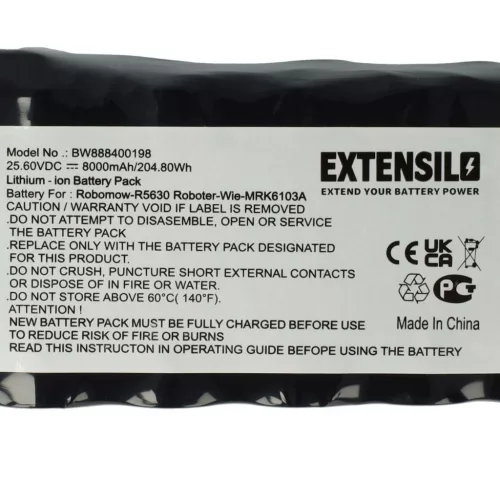 Model No .: BW888400198
25.60VDC ⎓ 8000mAh/204.80Wh
Lithium - ion Battery Pack
Battery For : Robomow-R5630 Roboter-Wie-MRK6103A
.CAUTION ! WARRANTY VOID IF LABEL IS REMOVED
.DO NOT ATTEMPT TO DISASEMBLE, OPEN OR SERVICE
THE BATTERY PACK
.REPLACE ONLY WITH THE BATTERY PACK DESIGNED
FOR THIS PRODUCT.
.DO NOT CRUSH, PUNCTURE SHORT EXTERNAL CONTACTS
OR DISPOSE OF IN FIRE OR WATER
.DO NOT STORE ABOVE 60°C( 140°F).
ATTENTION !
NEW BATTERY PACK MUST BE FULLY CHARGED BEFORE
OF FIRE OR BURNS
READ THIS INSTRUCTON IN OPERATING GUIDE BEFOPE USING THE BATTERY
EXTENSILO
EXTEND YOUR BATTERY POWER
CE UK CA
PG
Made In China